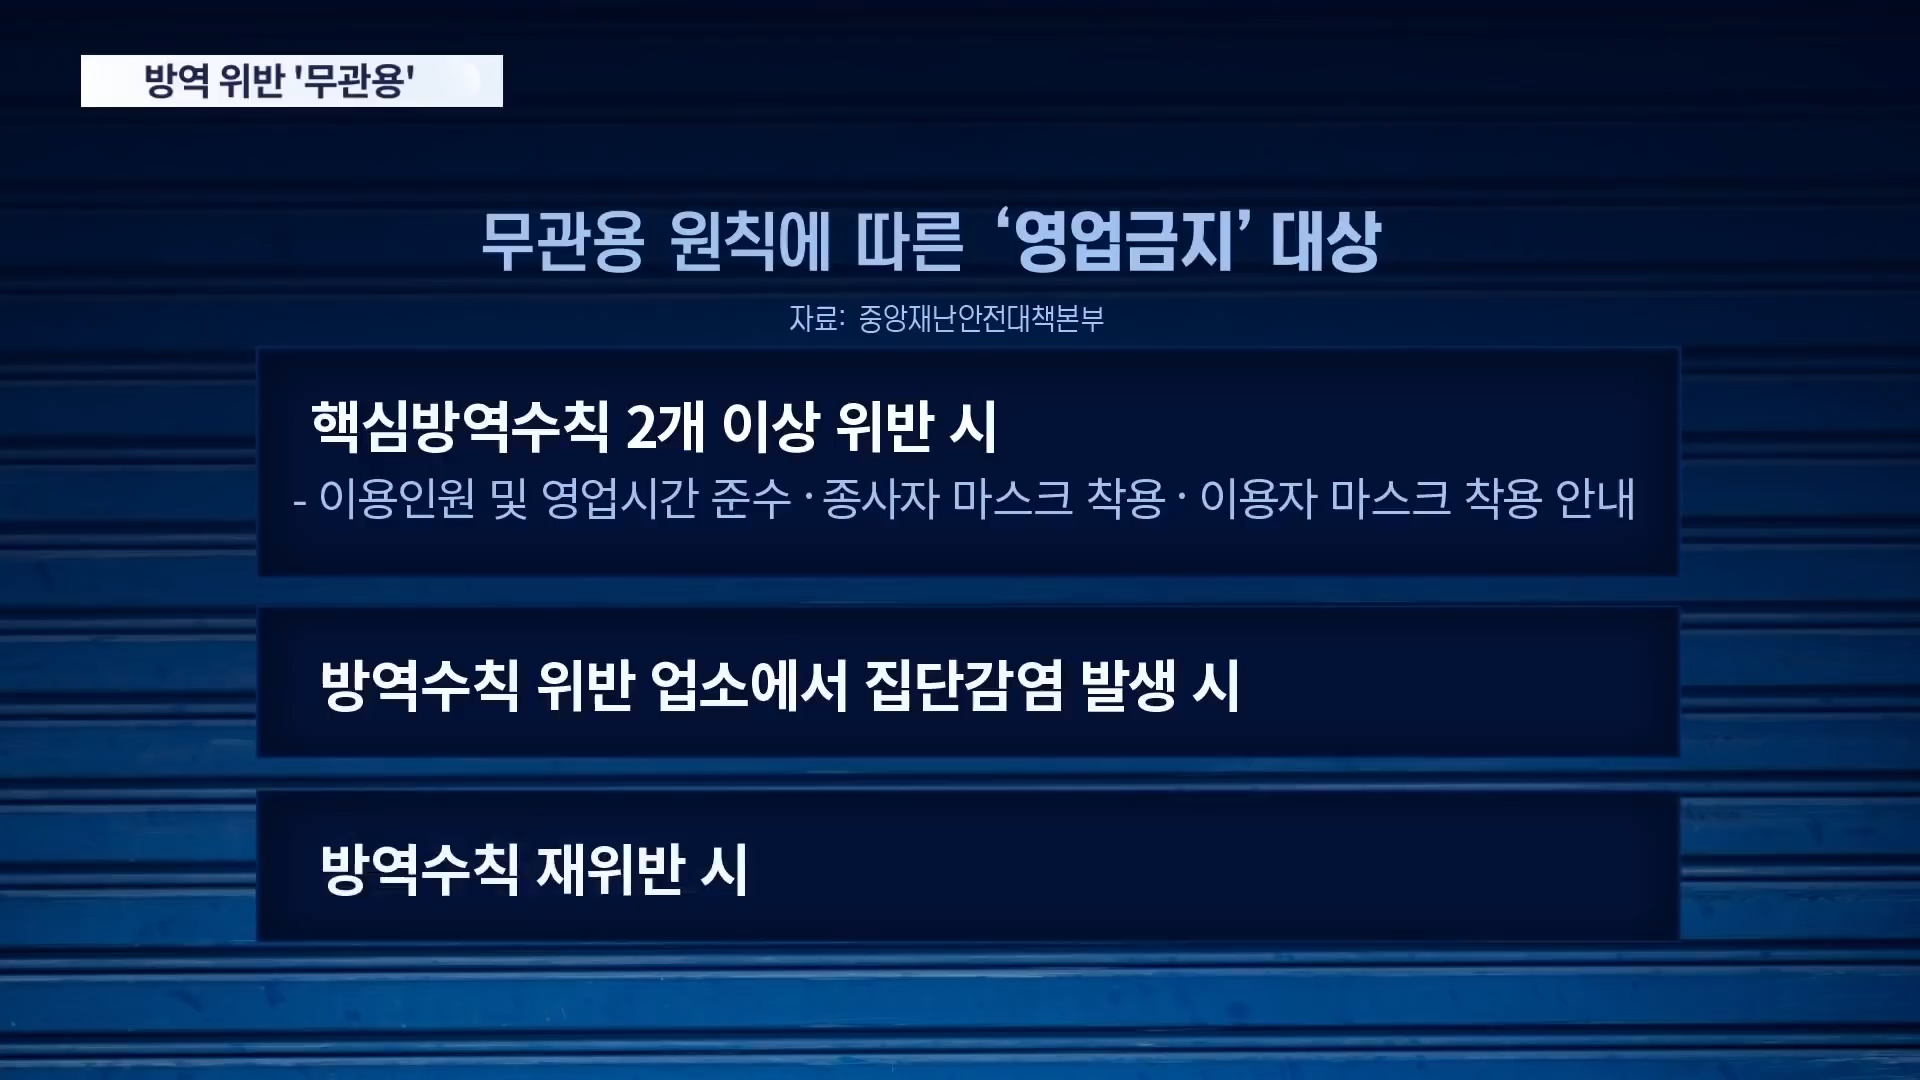 방역 위반 '무관용'
무관용 원칙에 따른 ‘영업금지’ 대상
자료: 중앙재난안전대책본부
핵심방역수칙 2개 이상 위반 시
- 이용인원 및 영업시간 준수 · 종사자 마스크 착용 · 이용자 마스크 착용 안내
방역수칙 위반 업소에서 집단감염 발생 시
방역수칙 재위반 시